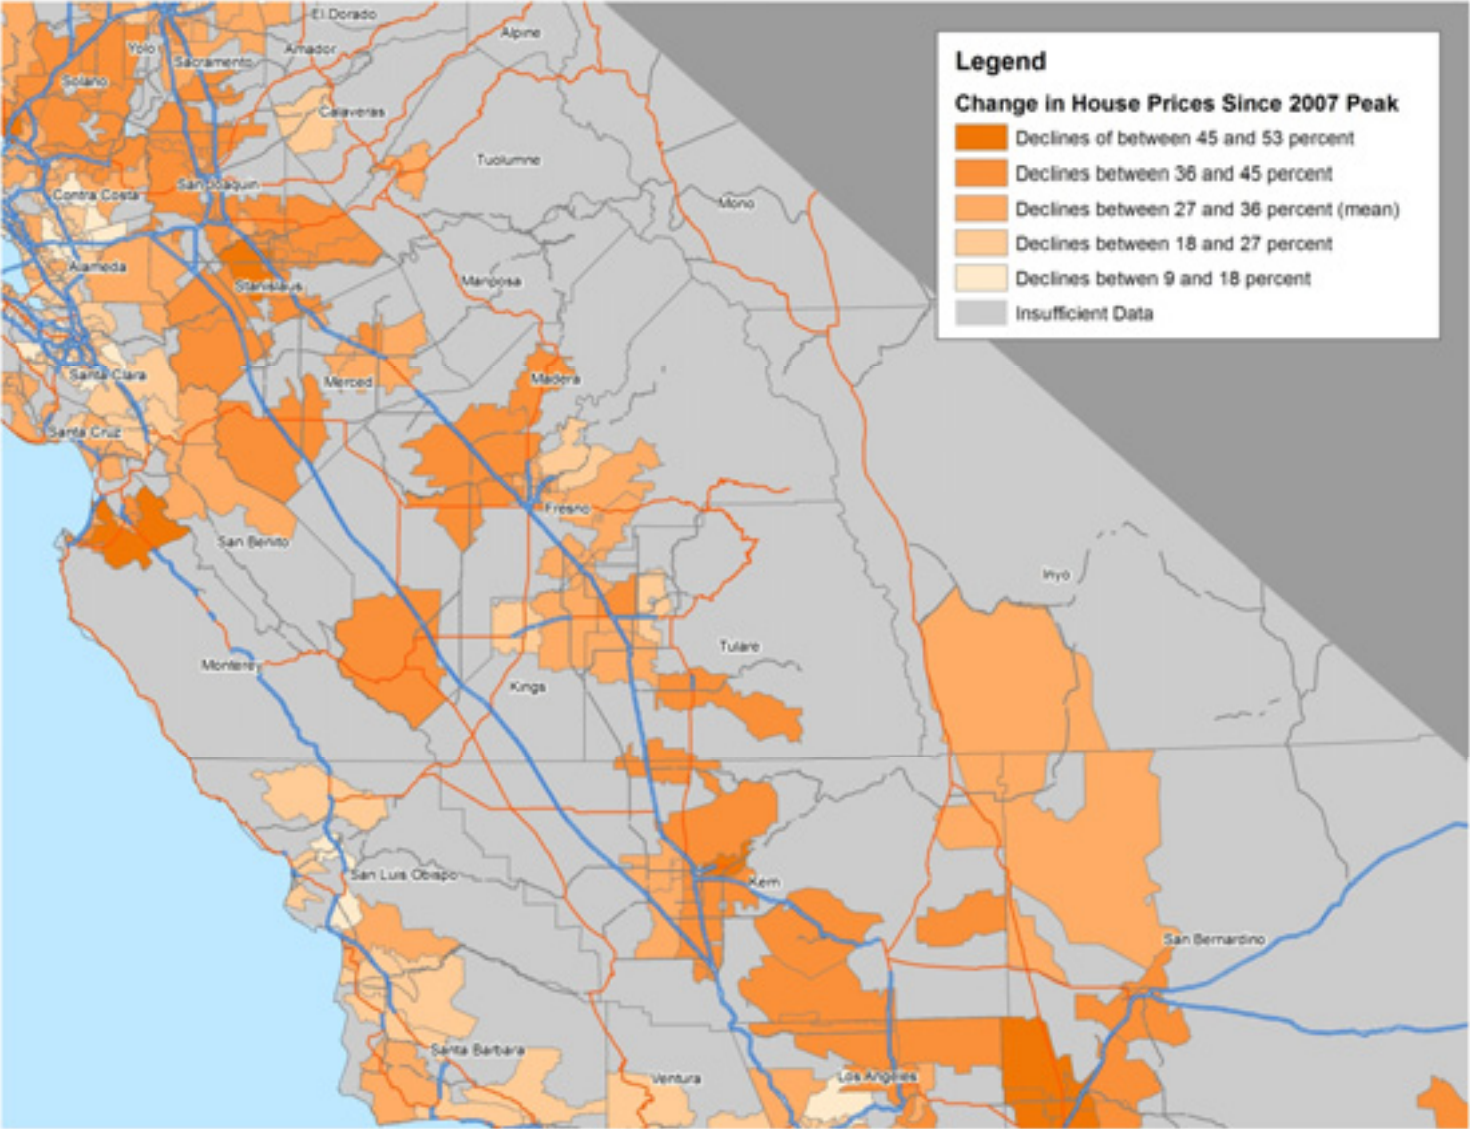 El Dorado
Alpine
Yolo
Amador
Sacramento
Solano
Calaveras
Tuolumne
San Joaquin
Contra Costa
Mono
Alameda
Mariposa
Stanislaus
Santa Clara
Merced
Madera
Santa Cruz
Fresno
San Benito
Inyo
Tulare
Monterey
Kings
San Luis Obispo
Kern
San Bernardino
Santa Barbara
Ventura
Los Angeles
Legend
Change in House Prices Since 2007 Peak
Declines of between 45 and 53 percent
Declines between 36 and 45 percent
Declines between 27 and 36 percent (mean)
Declines between 18 and 27 percent
Declines betwen 9 and 18 percent
Insufficient Data